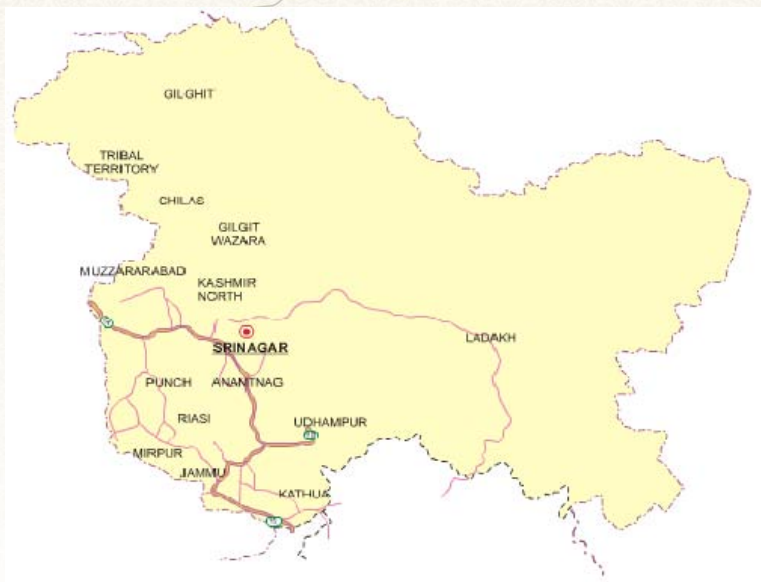 GILGHIT
TRIBAL
TERRITORY
CHILAS
GILGIT
WAZARA
MUZZARARABAD
KASHMIR
NORTH
SRINAGAR
LADAKH
PUNCH
ANANTNAG
RIASI
UDHAMPUR
MIRPUR
JAMMU
KATHUA